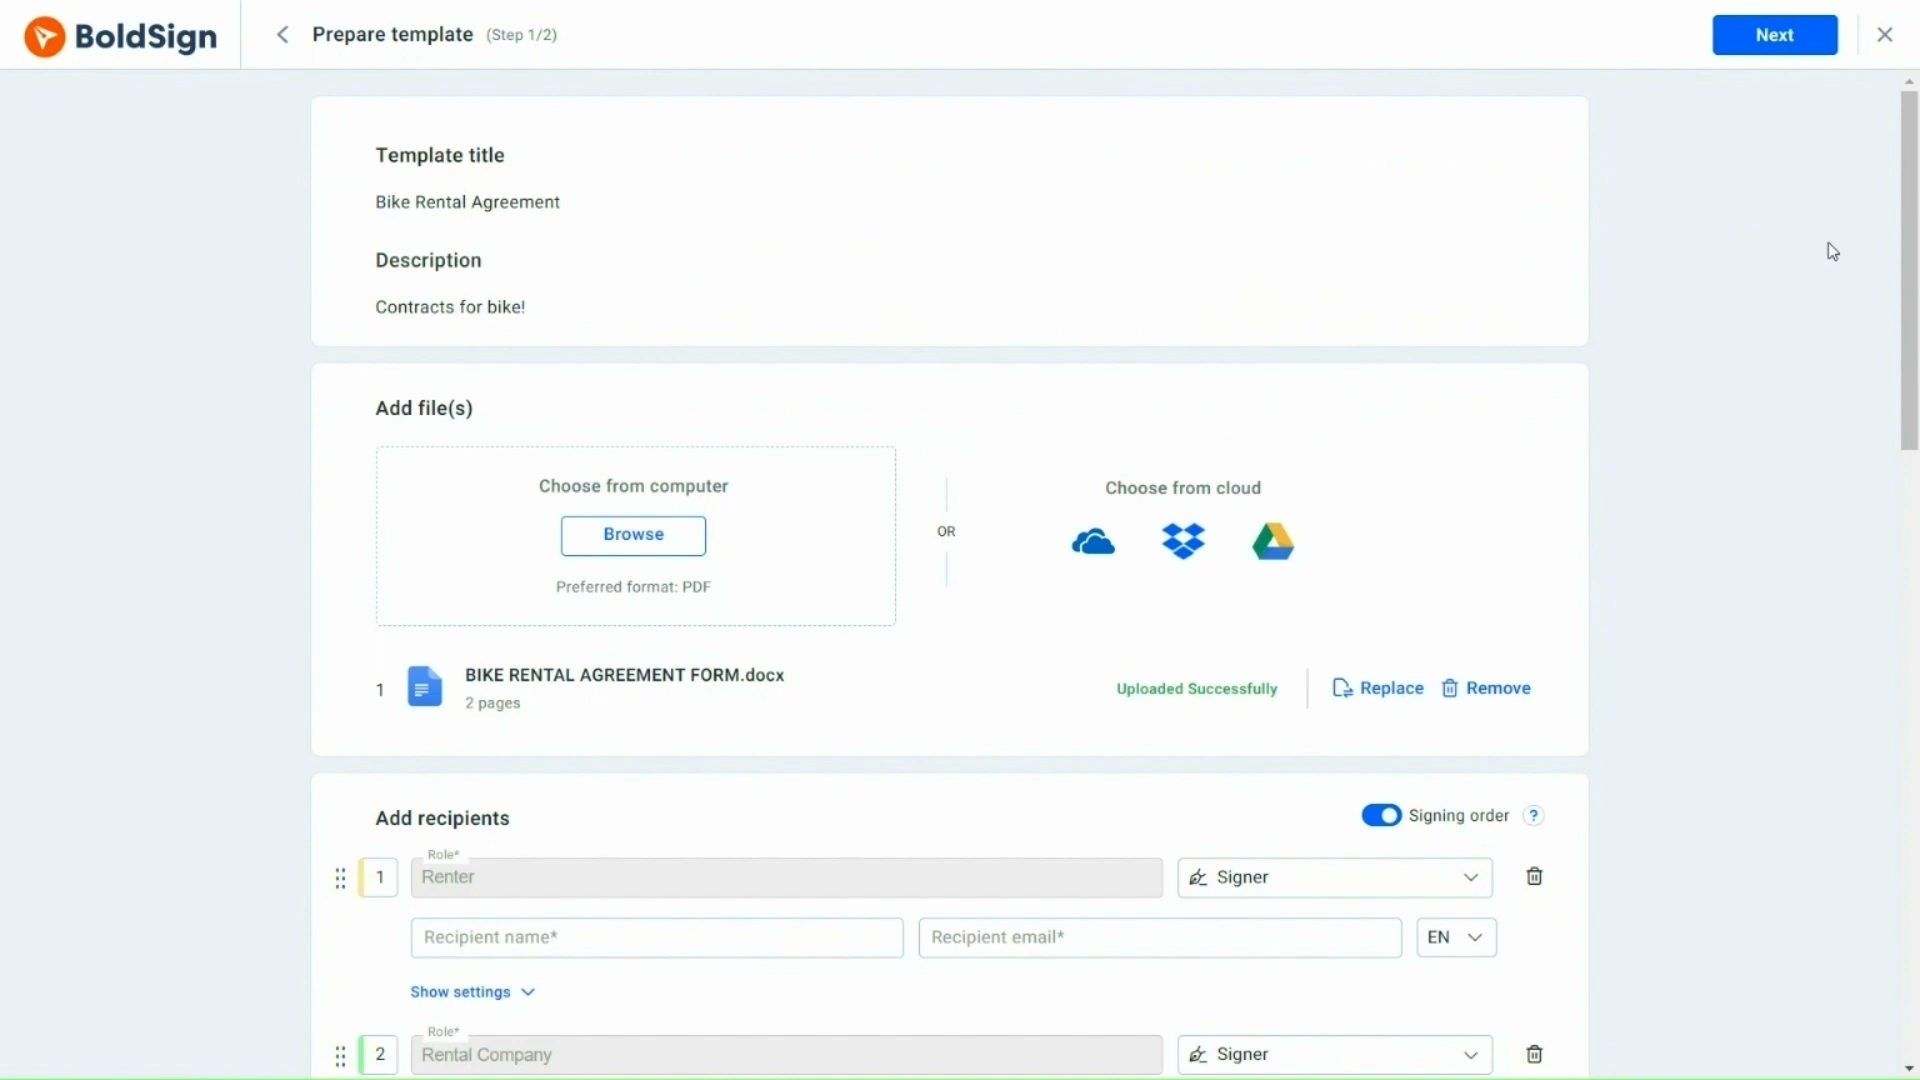 BoldSign
Prepare template (Step 1/2)
Next
Template title
Bike Rental Agreement
Description
Contracts for bike!
Add file(s)
Choose from computer
Browse
Preferred format: PDF
OR
Choose from cloud
1
BIKE RENTAL AGREEMENT FORM.docx
2 pages
Uploaded Successfully
Replace
Remove
Add recipients
Signing order ?
Role*
1
Renter
Signer
Recipient name*
Recipient email*
EN
Show settings
Role*
2
Rental Company
Signer